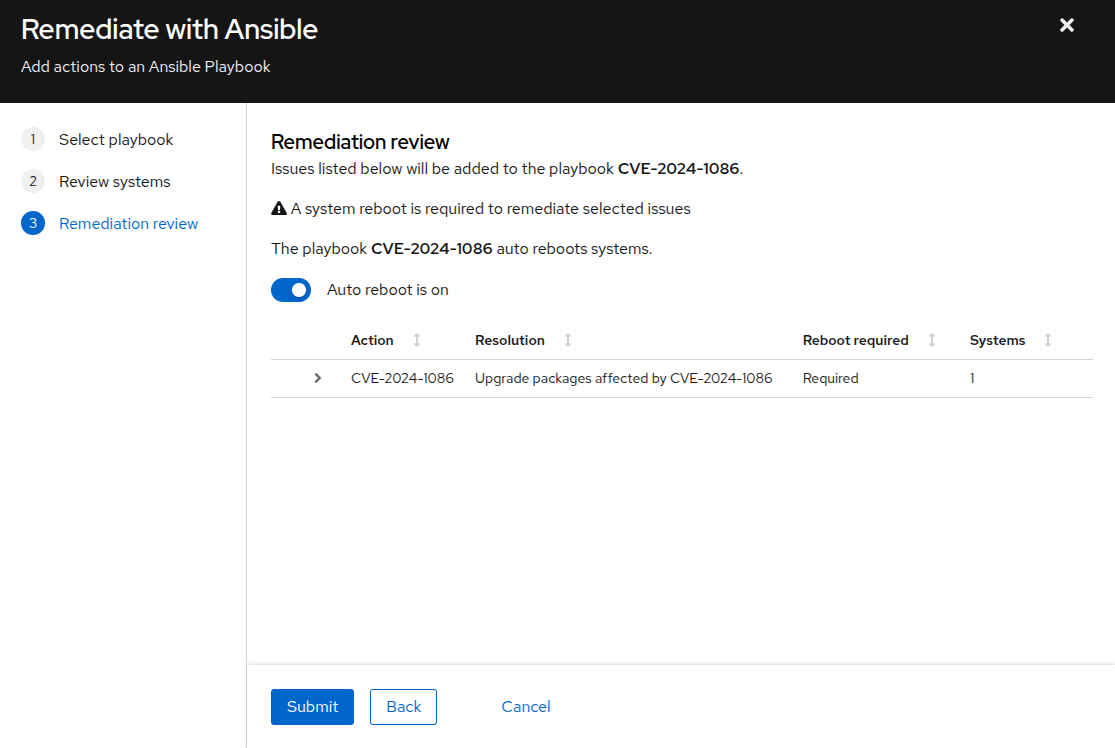 Remediate with Ansible
Add actions to an Ansible Playbook
1 Select playbook
2 Review systems
3 Remediation review
Remediation review
Issues listed below will be added to the playbook CVE-2024-1086.
A system reboot is required to remediate selected issues
The playbook CVE-2024-1086 auto reboots systems.
Auto reboot is on
Action Resolution Reboot required Systems
CVE-2024-1086 Upgrade packages affected by CVE-2024-1086 Required 1
Submit Back Cancel